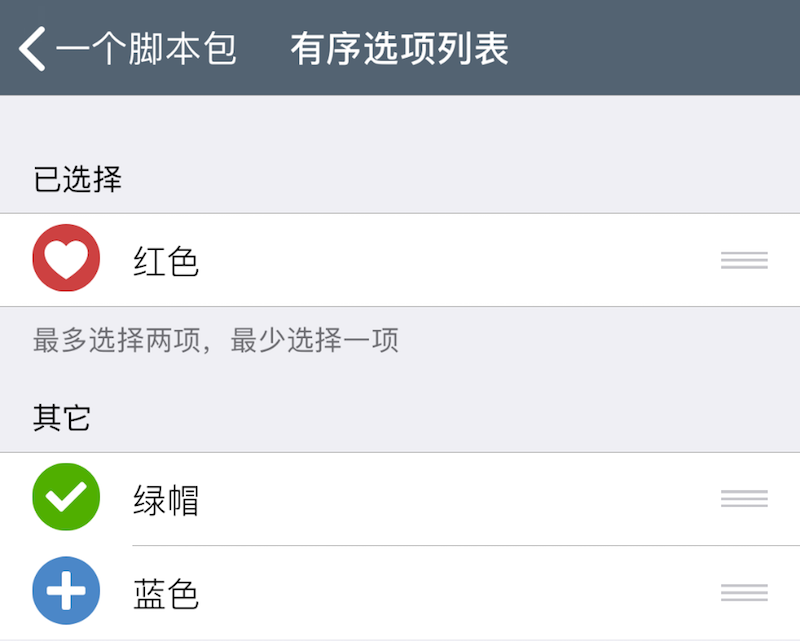 一个脚本包 有序选项列表
已选择
红色
最多选择两项，最少选择一项
其它
绿帽
蓝色